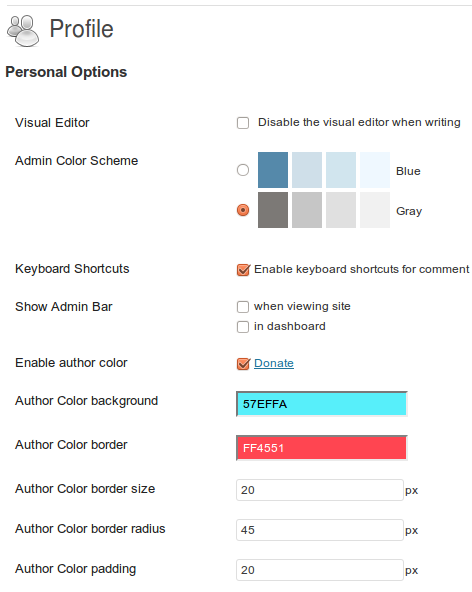 Profile
Personal Options
Visual Editor Disable the visual editor when writing
Admin Color Scheme
Blue
Gray
Keyboard Shortcuts Enable keyboard shortcuts for comment
Show Admin Bar when viewing site
in dashboard
Enable author color Donate
Author Color background 57EFFA
Author Color border FF4551
Author Color border size 20 px
Author Color border radius 45 px
Author Color padding 20 px